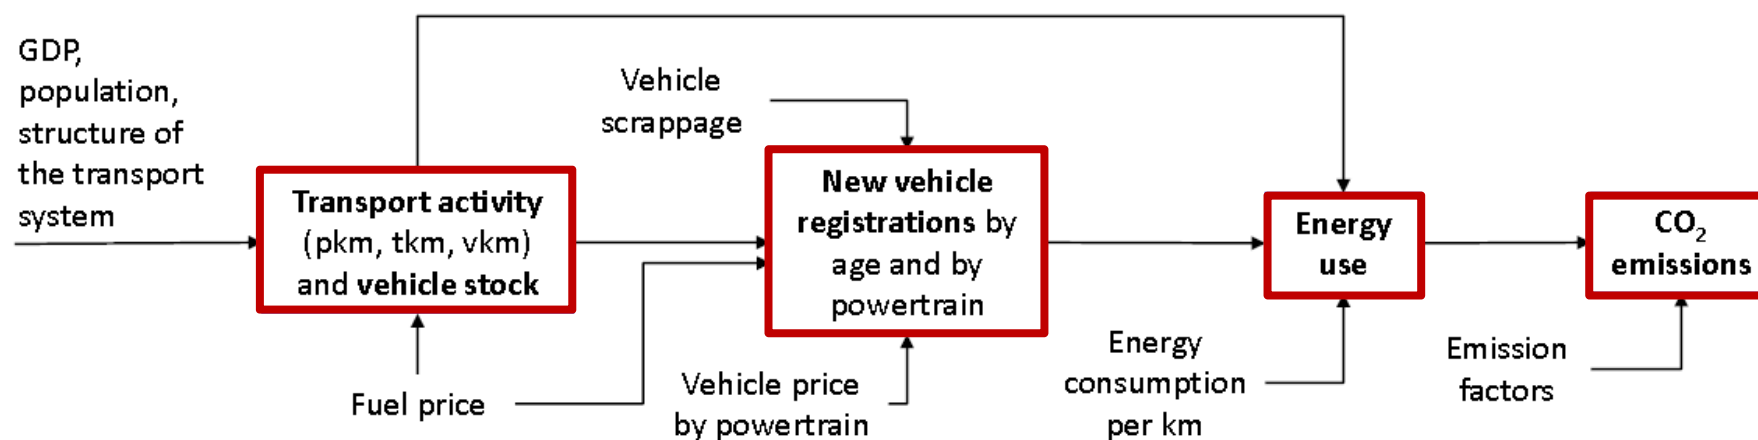 GDP,
population,
structure of
the transport
system
Transport activity
(pkm, tkm, vkm)
and vehicle stock
Fuel price
Vehicle
scrappage
New vehicle
registrations by
age and by
powertrain
Vehicle price
by powertrain
Energy
use
Energy
consumption
per km
CO₂
emissions
Emission
factors